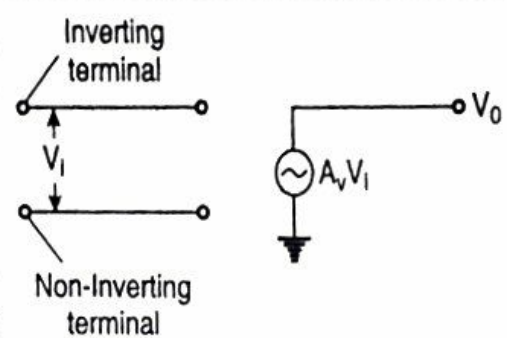 Inverting
terminal
V₀
Vᵢ
AᵥVᵢ
Non-Inverting
terminal